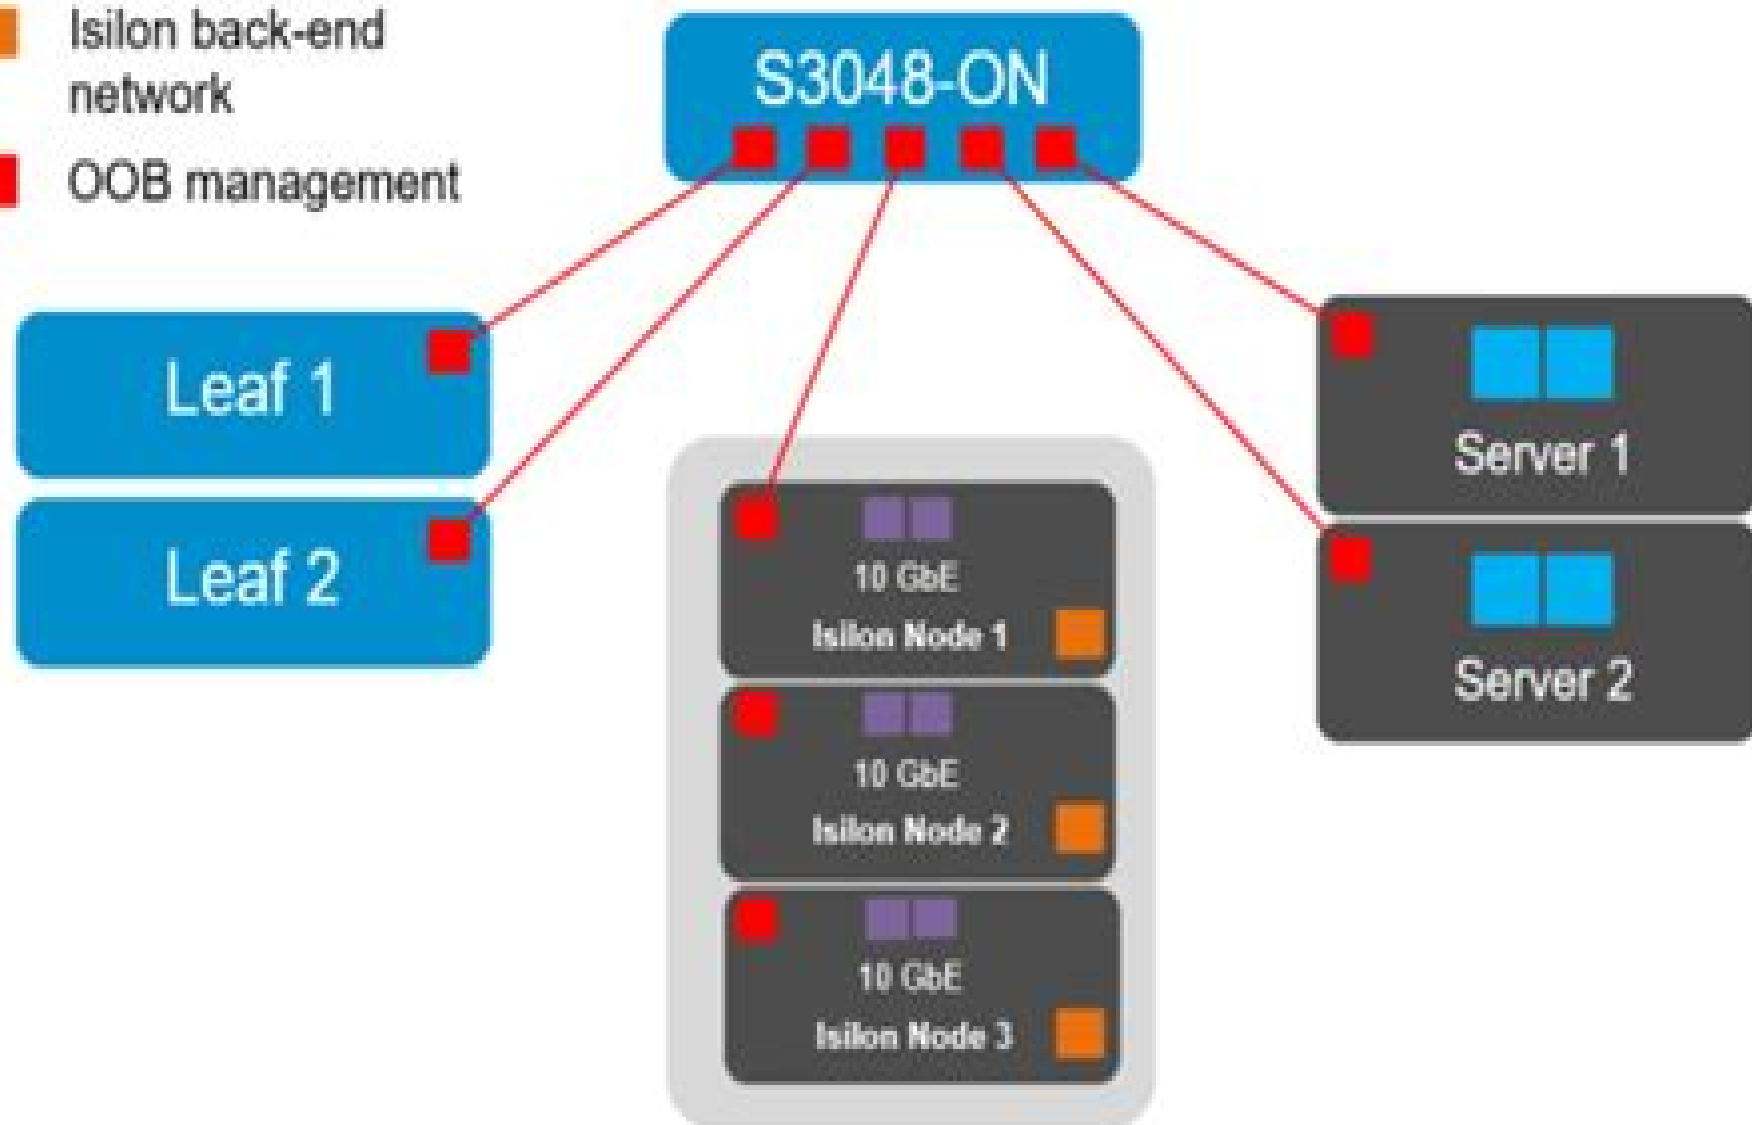 Isilon back-end
network
OOB management
S3048-ON
Leaf 1
Leaf 2
10 GbE
Isilon Node 1
10 GbE
Isilon Node 2
10 GbE
Isilon Node 3
Server 1
Server 2